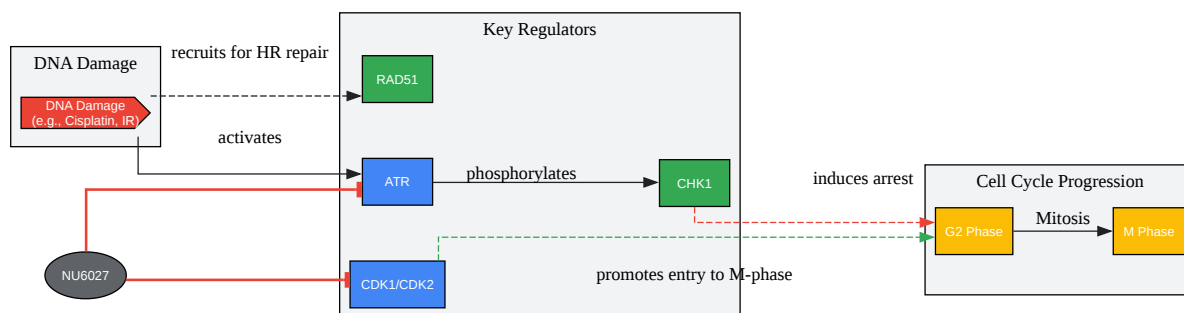 Key Regulators
DNA Damage
recruits for HR repair
RAD51
DNA Damage
(e.g., Cisplatin, IR)
activates
ATR
phosphorylates
CHK1
induces arrest
Cell Cycle Progression
G2 Phase
Mitosis
M Phase
NU6027
CDK1/CDK2
promotes entry to M-phase